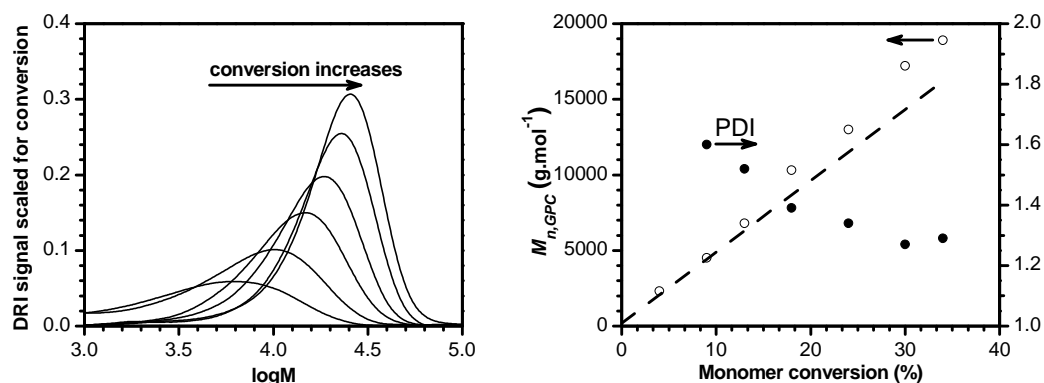 0.4
0.3
0.2
0.1
0.0
DRI signal scaled for conversion
conversion increases
3.0 3.5 4.0 4.5 5.0
logM
20000
15000
10000
5000
0
M_{n,GPC} (g.mol^{-1})
PDI
2.0
1.8
1.6
1.4
1.2
1.0
0 10 20 30 40
Monomer conversion (%)